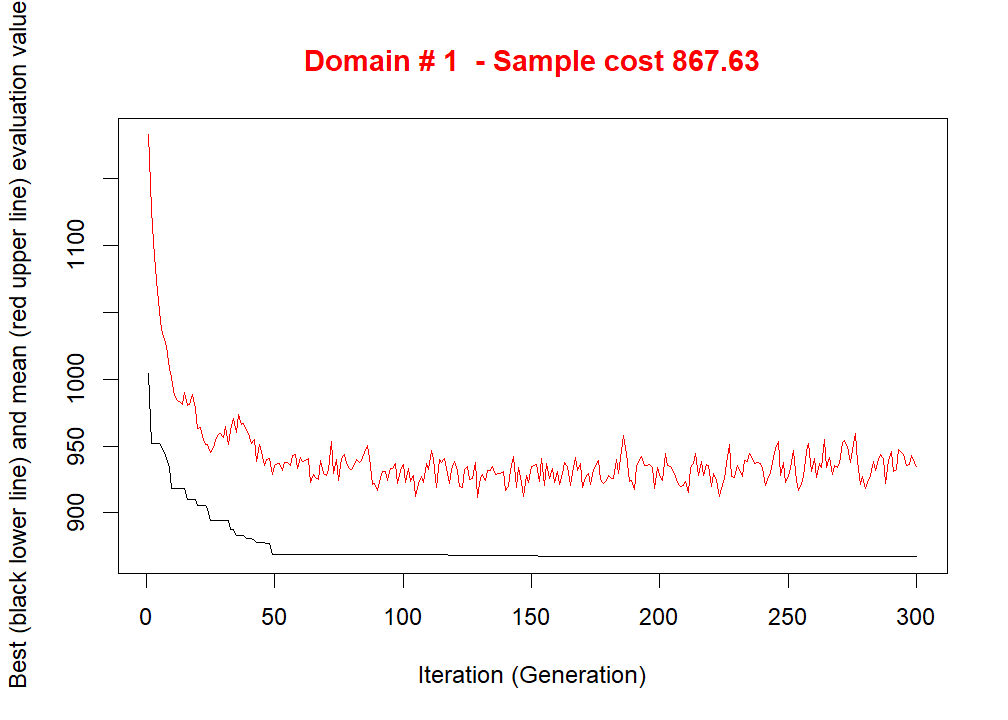 Domain # 1  - Sample cost 867.63
Best (black lower line) and mean (red upper line) evaluation value
1100
1000
950
900
0 50 100 150 200 250 300
Iteration (Generation)